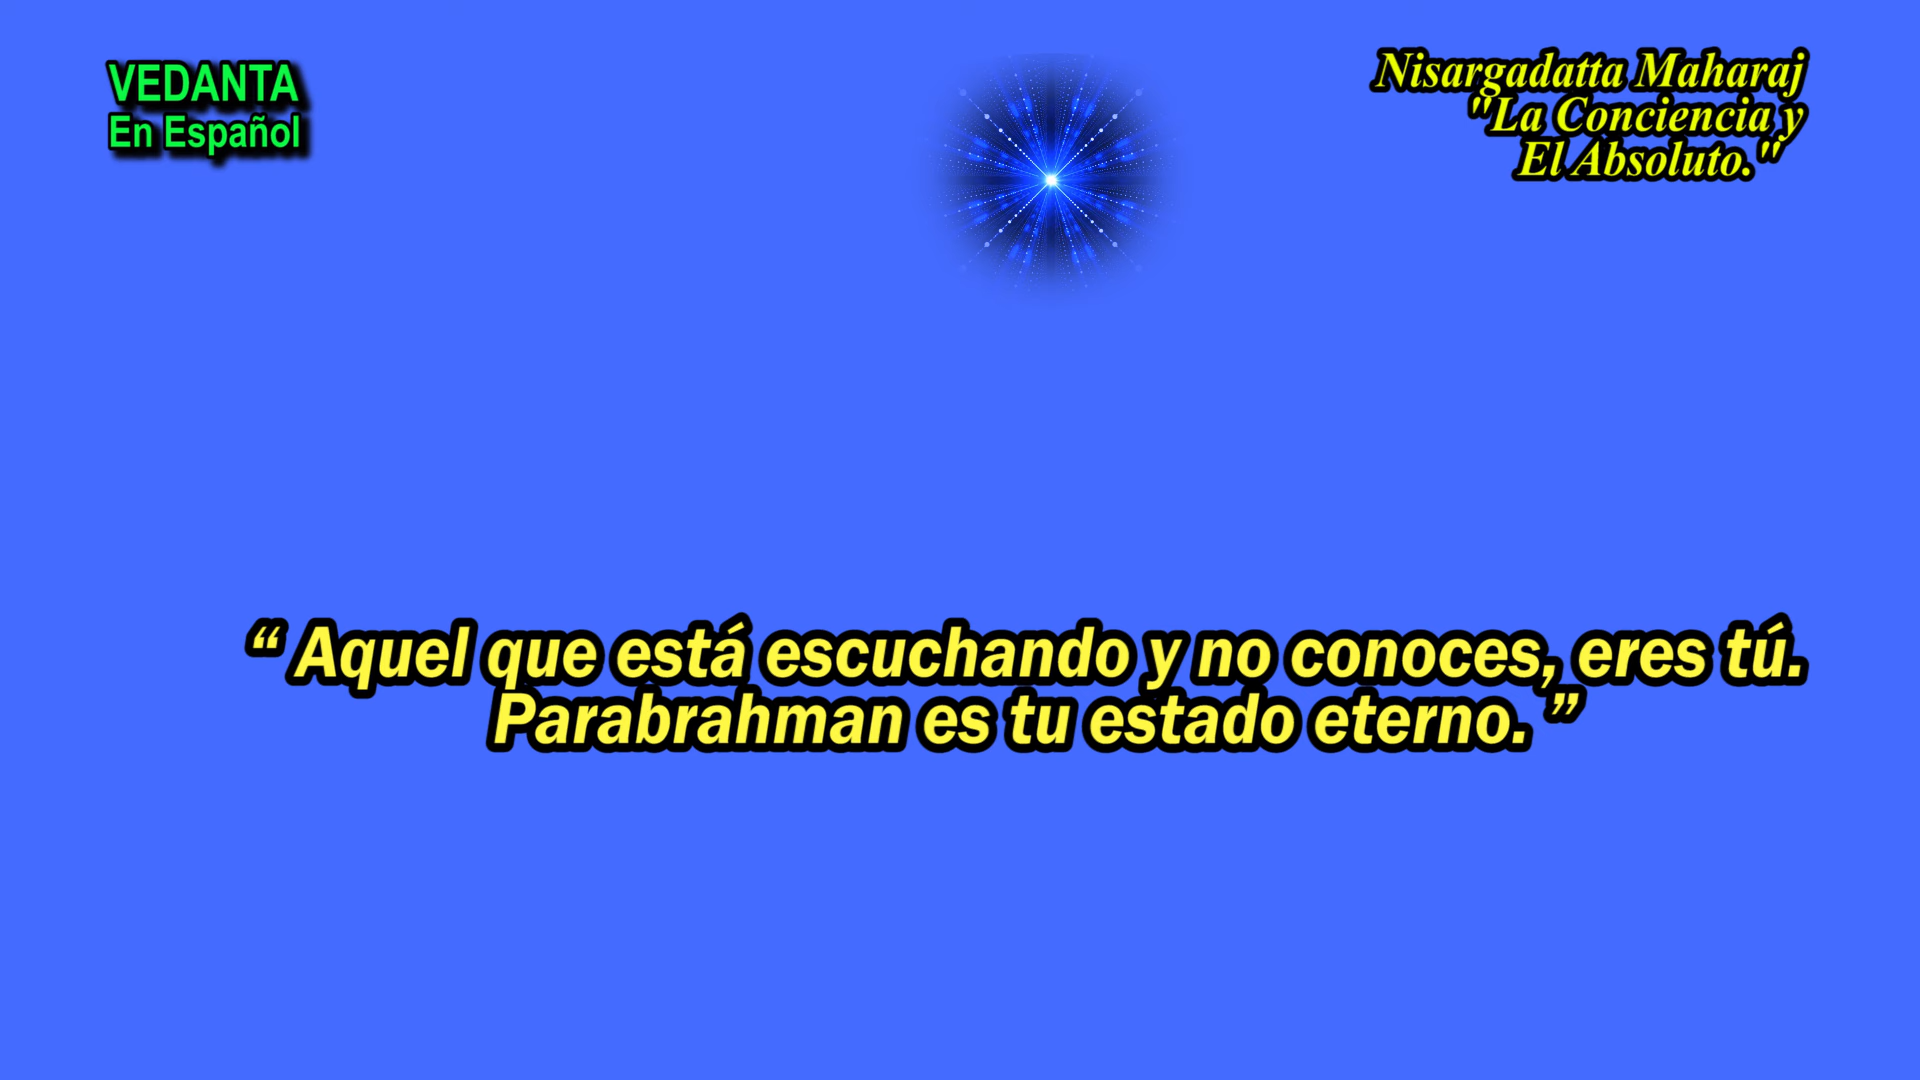 VEDANTA
En Español
Nisargadatta Maharaj
"La Conciencia y
El Absoluto."
“ Aquel que está escuchando y no conoces, eres tú.
Parabrahman es tu estado eterno. ”